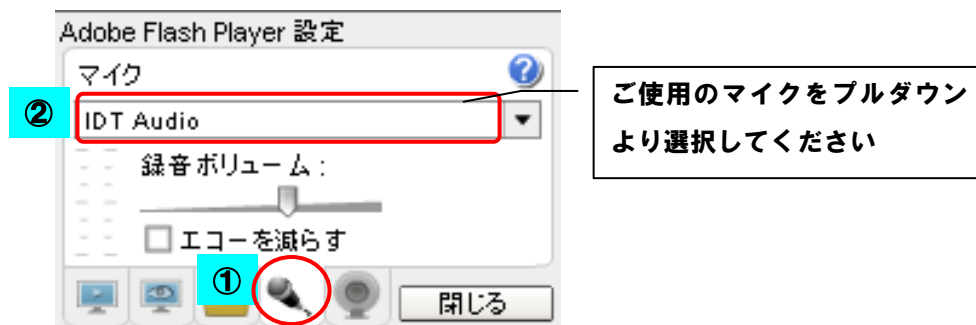 Adobe Flash Player 設定
マイク
?
②
IDT Audio
ご使用のマイクをプルダウン
より選択してください
録音ボリューム :
エコーを減らす
①
閉じる